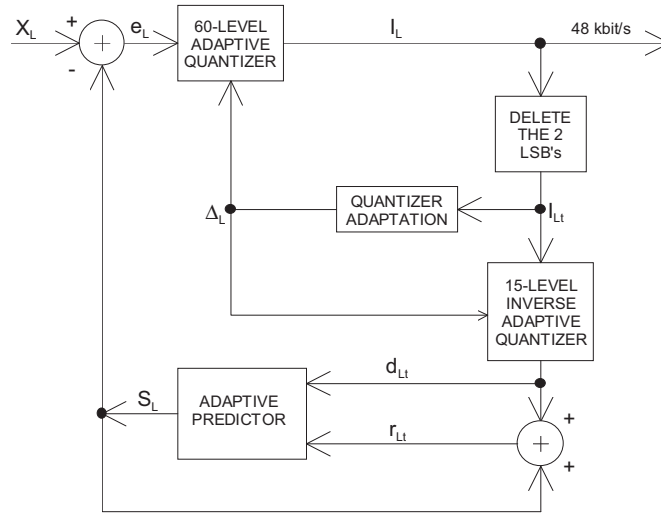 X_L
+
-
+
e_L
60-LEVEL
ADAPTIVE
QUANTIZER
I_L
48 kbit/s
DELETE
THE 2
LSB's
Δ_L
QUANTIZER
ADAPTATION
I_Lt
15-LEVEL
INVERSE
ADAPTIVE
QUANTIZER
S_L
ADAPTIVE
PREDICTOR
d_Lt
r_Lt
+
+
+